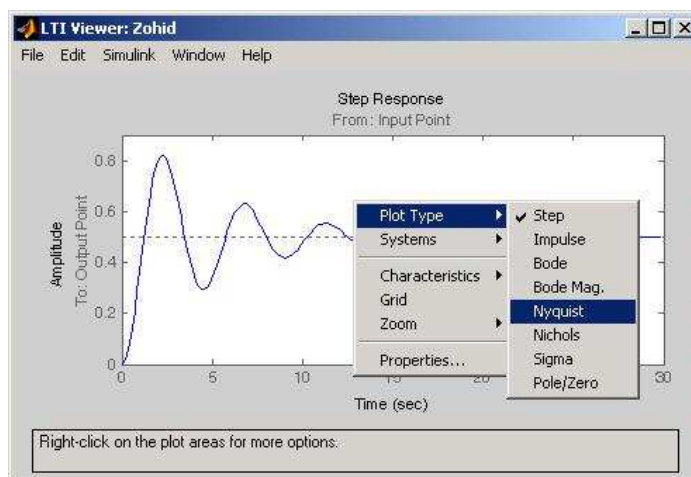 LTI Viewer: Zohid
File Edit Simulink Window Help
Step Response
From: Input Point
Amplitude
To: Output Point
0.8
0.6
0.4
0.2
0
0 5 10 15 20 30
Time (sec)
Plot Type
Systems
Characteristics
Grid
Zoom
Properties...
Step
Impulse
Bode
Bode Mag.
Nyquist
Nichols
Sigma
Pole/Zero
Right-click on the plot areas for more options.